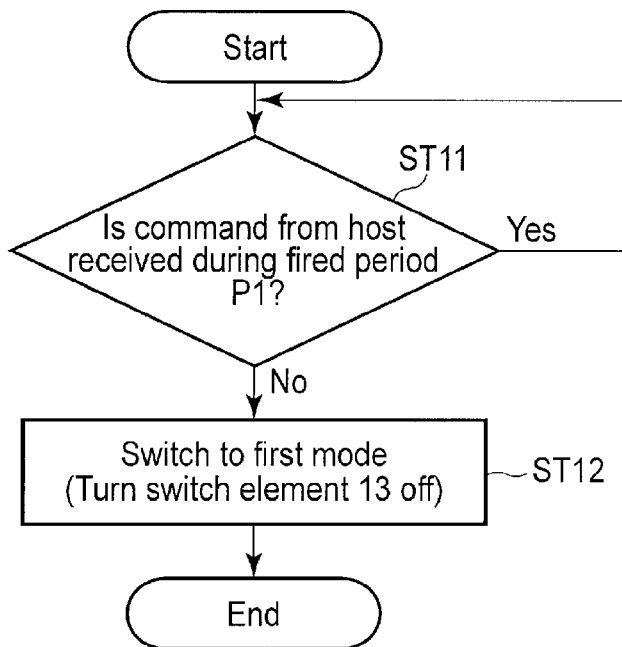 Start
ST11
Is command from host
received during fired period
P1?
Yes
No
Switch to first mode
(Turn switch element 13 off)
ST12
End